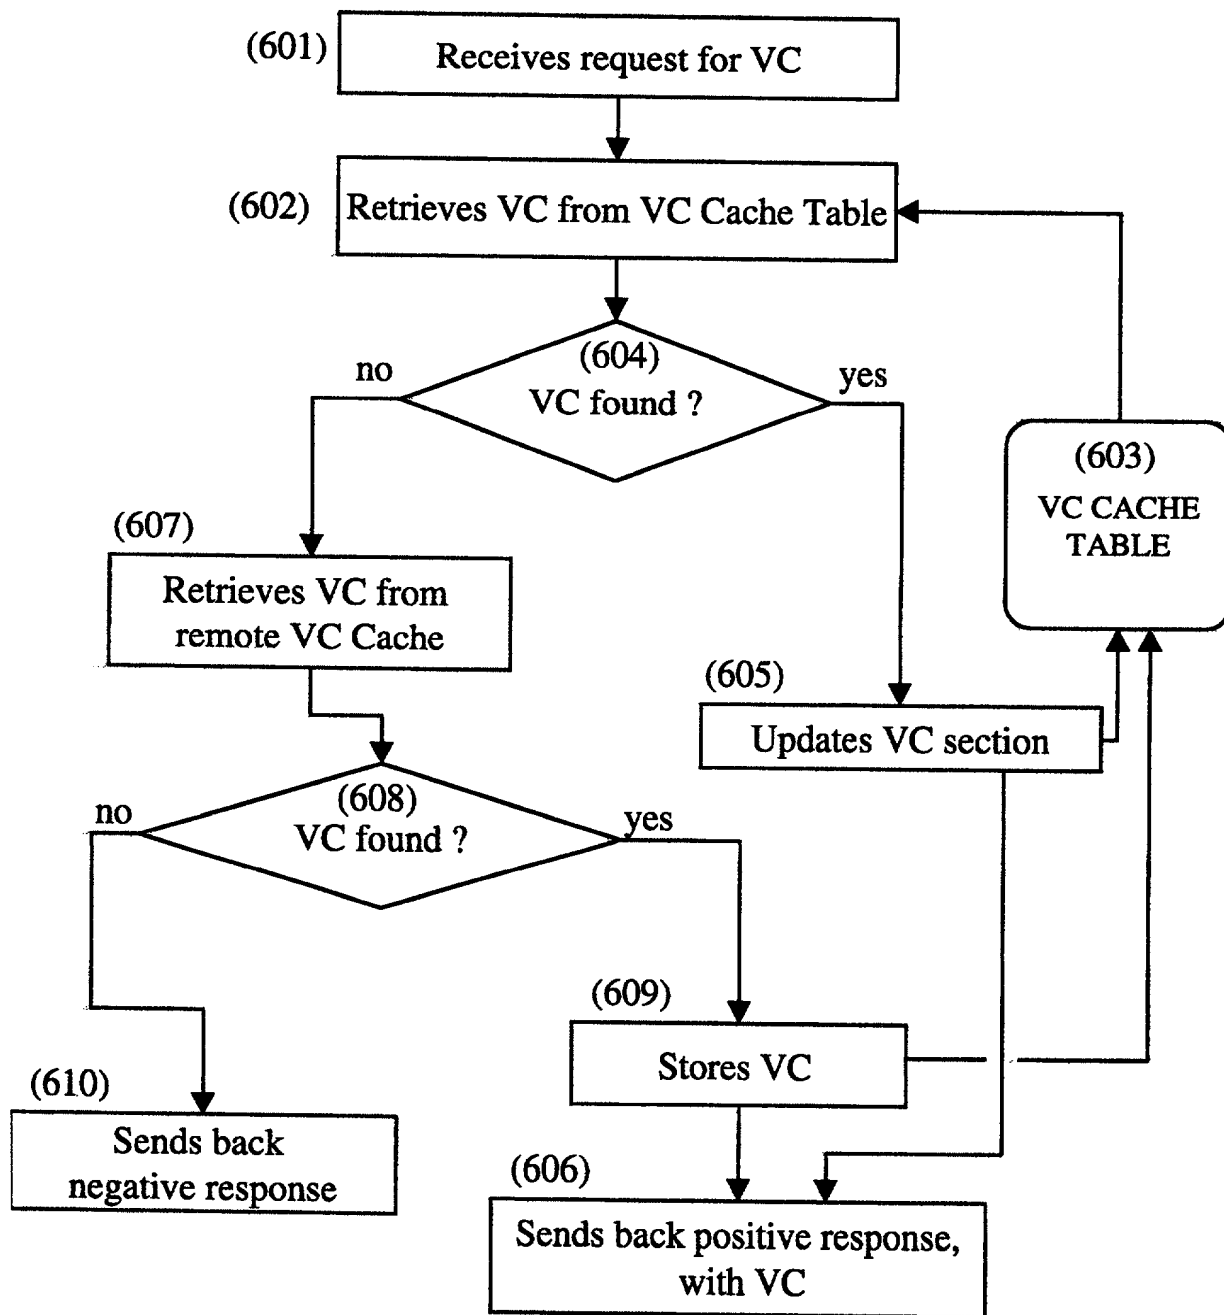 (601)
Receives request for VC
(602)
Retrieves VC from VC Cache Table
(604)
no
yes
VC found ?
(603)
VC CACHE
TABLE
(607)
Retrieves VC from
remote VC Cache
(605)
Updates VC section
(608)
no
yes
VC found ?
(609)
Stores VC
(610)
Sends back
negative response
(606)
Sends back positive response,
with VC